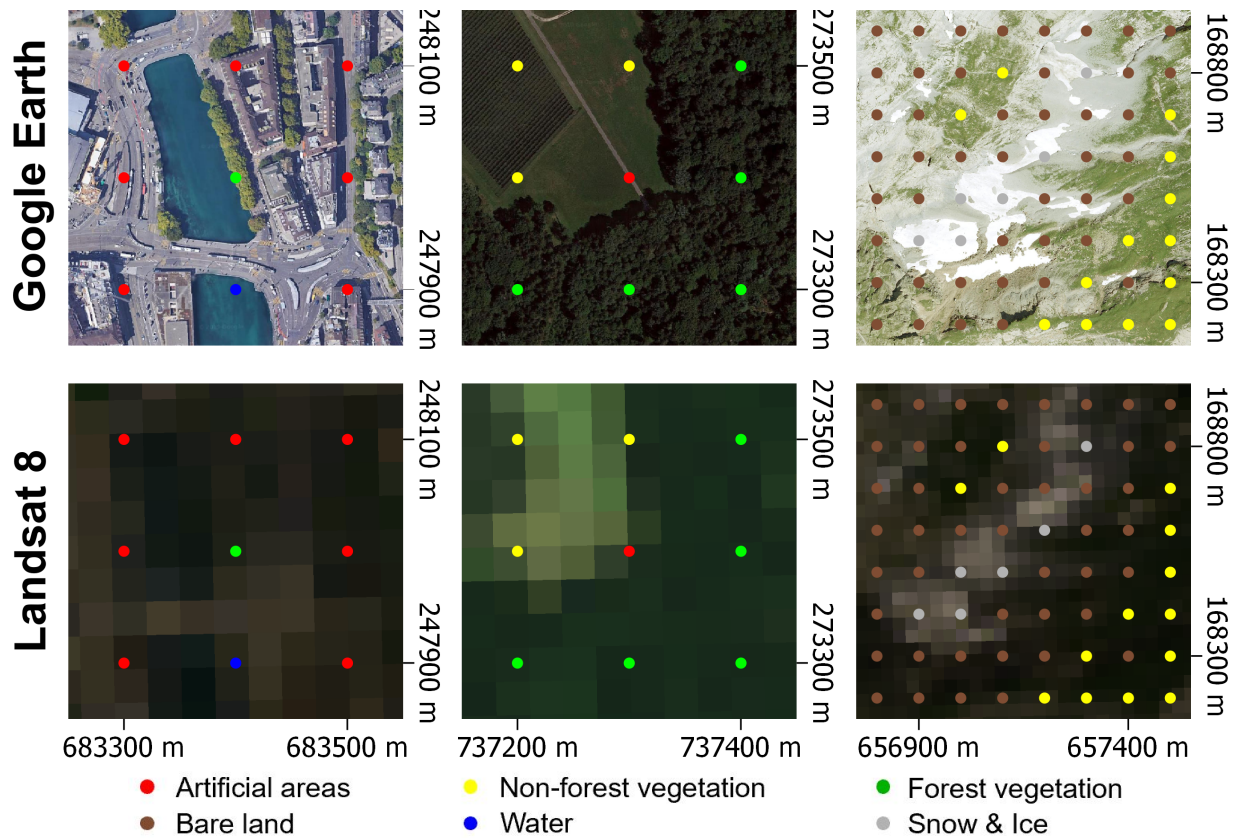 Google Earth
248100 m
247900 m
273500 m
273300 m
168800 m
168300 m
Landsat 8
248100 m
247900 m
273500 m
273300 m
168800 m
168300 m
683300 m
683500 m
737200 m
737400 m
656900 m
657400 m
Artificial areas
Non-forest vegetation
Forest vegetation
Bare land
Water
Snow & Ice